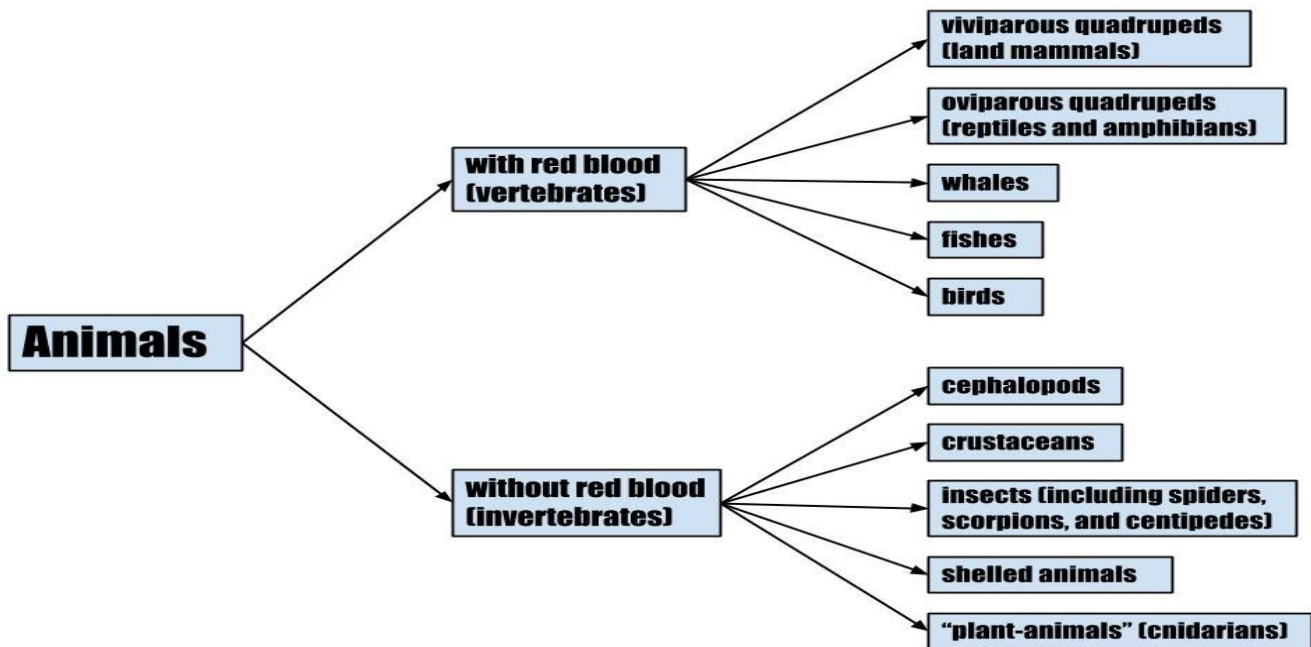 Animals
with red blood
(vertebrates)
viviparous quadrupeds
(land mammals)
oviparous quadrupeds
(reptiles and amphibians)
whales
fishes
birds
without red blood
(invertebrates)
cephalopods
crustaceans
insects (including spiders,
scorpions, and centipedes)
shelled animals
“plant-animals” (cnidarians)